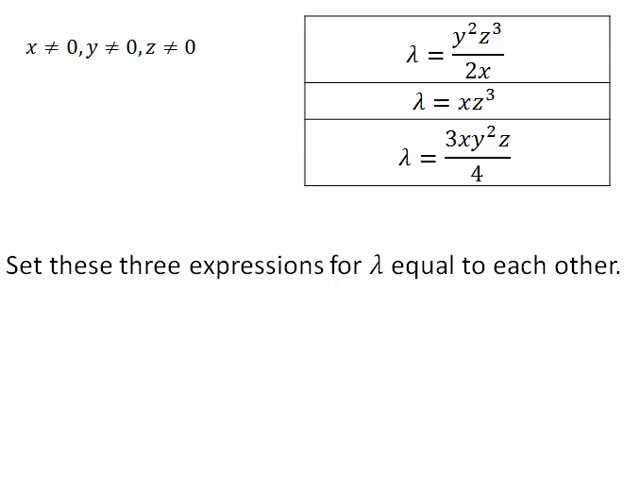 x ≠ 0, y ≠ 0, z ≠ 0
λ = y²z³/2x
λ = xz³
λ = 3xy²z/4
Set these three expressions for λ equal to each other.